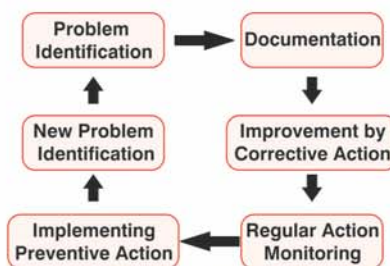 Problem
Identification
Documentation
Improvement by
Corrective Action
Regular Action
Monitoring
Implementing
Preventive Action
New Problem
Identification